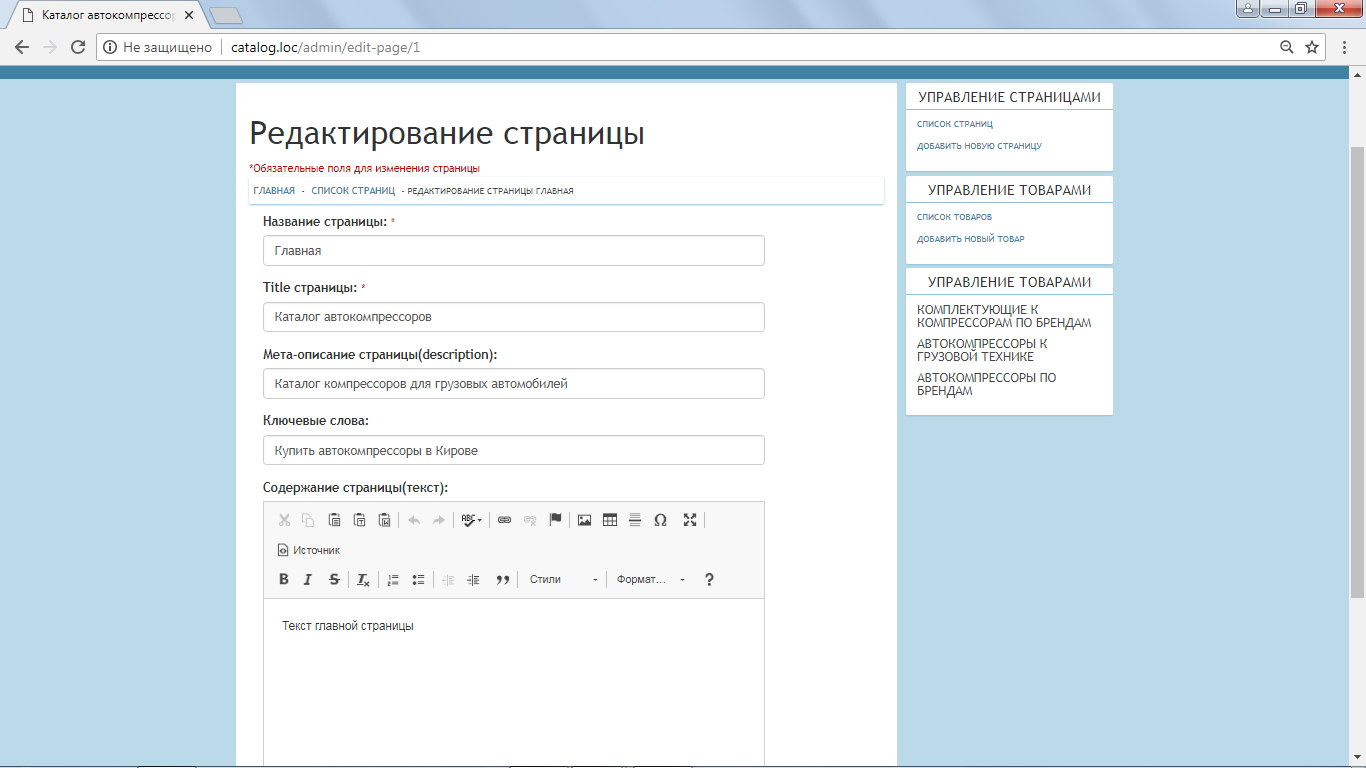 Каталог автокомпрессор
Не защищено
catalog.loc/admin/edit-page/1
Редактирование страницы
*Обязательные поля для изменения страницы
ГЛАВНАЯ - СПИСОК СТРАНИЦ - РЕДАКТИРОВАНИЕ СТРАНИЦЫ ГЛАВНАЯ
Название страницы: *
Главная
Title страницы: *
Каталог автокомпрессоров
Мета-описание страницы(description):
Каталог компрессоров для грузовых автомобилей
Ключевые слова:
Купить автокомпрессоры в Кирове
Содержание страницы(текст):
ABC
Источник
B I S Tx
Стили
Формат...
?
Текст главной страницы
УПРАВЛЕНИЕ СТРАНИЦАМИ
СПИСОК СТРАНИЦ
ДОБАВИТЬ НОВУЮ СТРАНИЦУ
УПРАВЛЕНИЕ ТОВАРАМИ
СПИСОК ТОВАРОВ
ДОБАВИТЬ НОВЫЙ ТОВАР
УПРАВЛЕНИЕ ТОВАРАМИ
КОМПЛЕКТУЮЩИЕ К
КОМПРЕССОРАМ ПО БРЕНДАМ
АВТОКОМПРЕССОРЫ К
ГРУЗОВОЙ ТЕХНИКЕ
АВТОКОМПРЕССОРЫ ПО
БРЕНДАМ